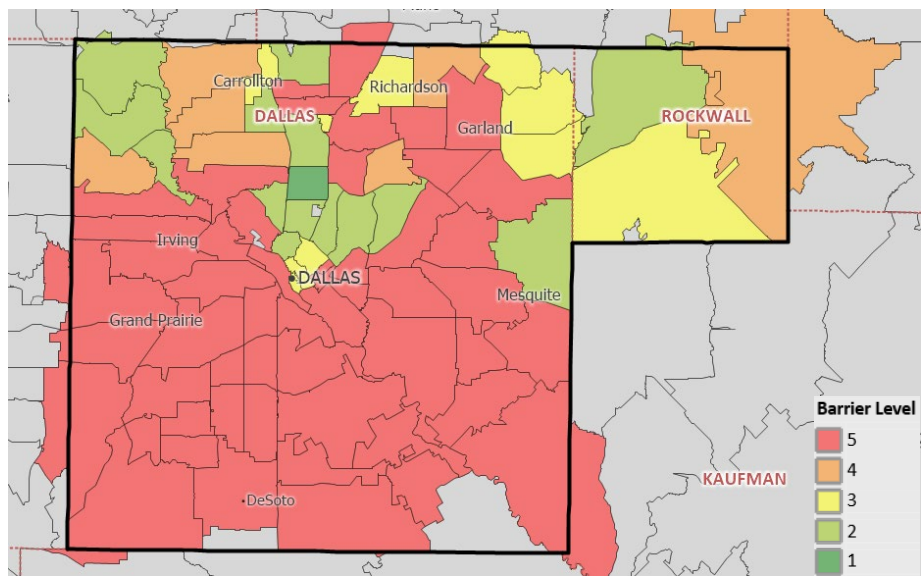 Carrollton
Richardson
DALLAS
ROCKWALL
Garland
Irving
DALLAS
Mesquite
Grand Prairie
Barrier Level
5
4
3
2
1
KAUFMAN
DeSoto